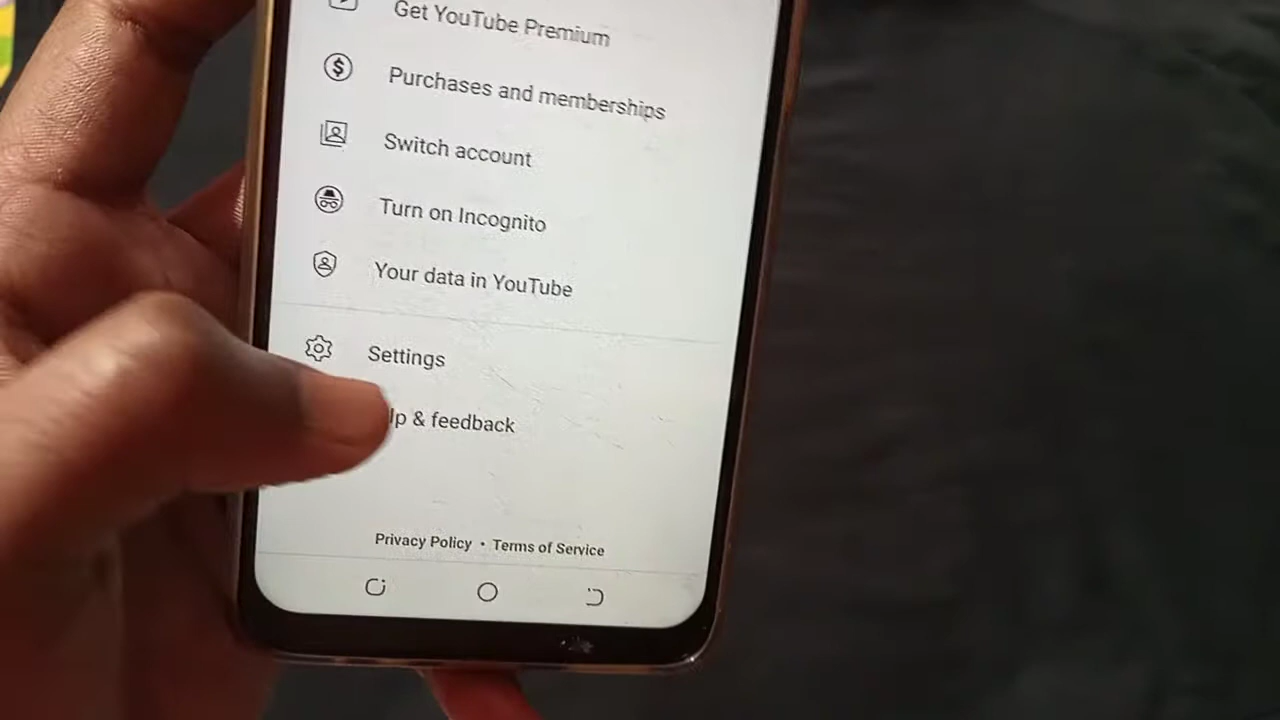 Get YouTube Premium
Purchases and memberships
Switch account
Turn on Incognito
Your data in YouTube
Settings
lp & feedback
Privacy Policy • Terms of Service